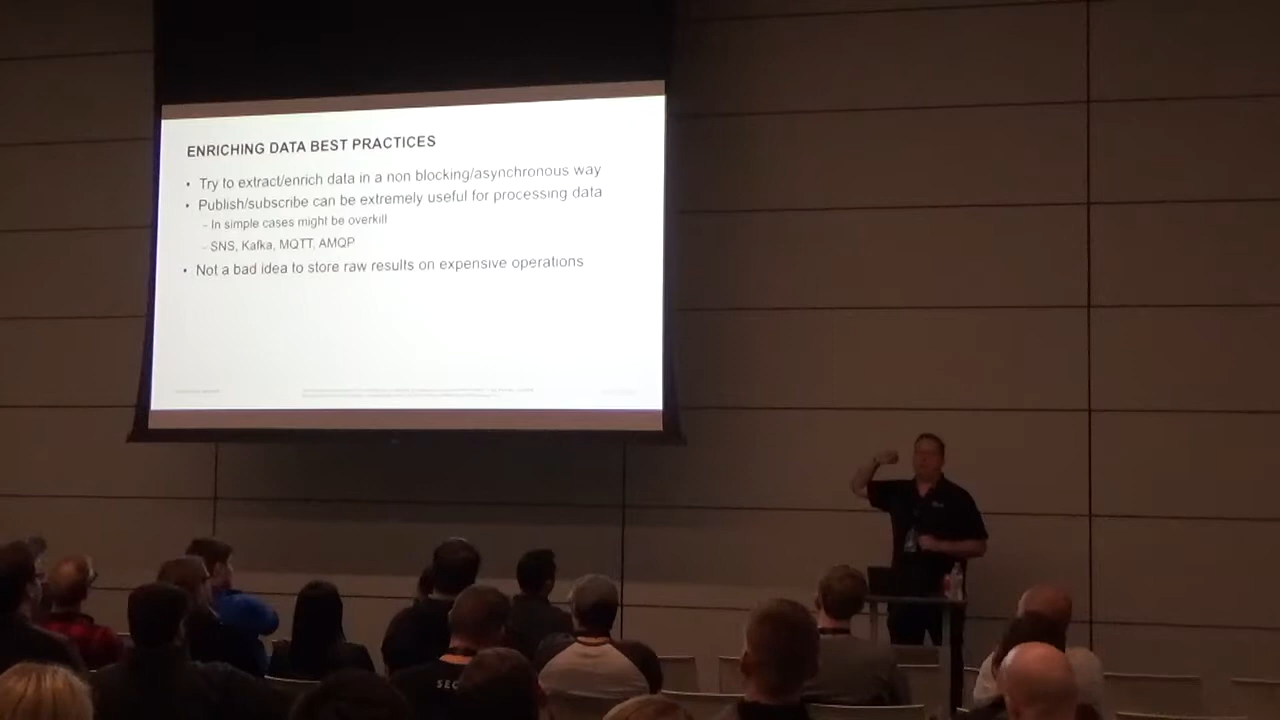 ENRICHING DATA BEST PRACTICES
• Try to extract/enrich data in a non blocking/asynchronous way
• Publish/subscribe can be extremely useful for processing data
– In simple cases might be overkill
– SNS, Kafka, MQTT, AMQP
• Not a bad idea to store raw results on expensive operations
SEC